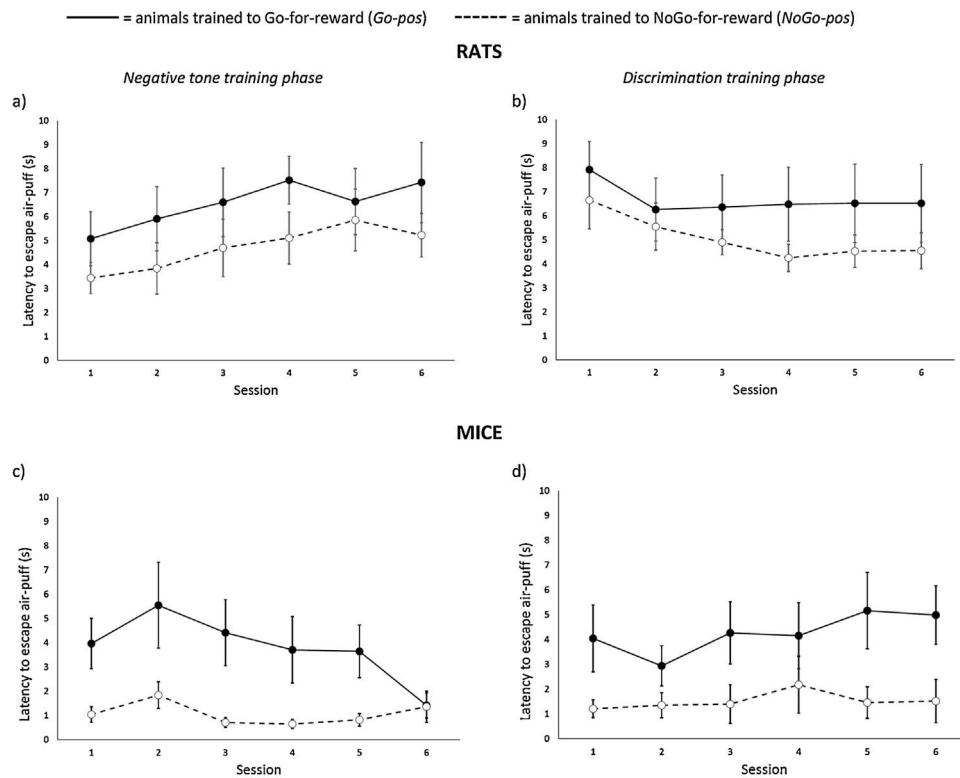 = animals trained to Go-for-reward (Go-pos) = animals trained to NoGo-for-reward (NoGo-pos)
RATS
Negative tone training phase Discrimination training phase
a) b)
Latency to escape air-puff (s)
10
9
8
7
6
5
4
3
2
1
0
1 2 3 4 5 6
Session
Latency to escape air-puff (s)
10
9
8
7
6
5
4
3
2
1
0
1 2 3 4 5 6
Session
MICE
c) d)
Latency to escape air-puff (s)
10
9
8
7
6
5
4
3
2
1
0
1 2 3 4 5 6
Session
Latency to escape air-puff (s)
10
9
8
7
6
5
4
3
2
1
0
1 2 3 4 5 6
Session